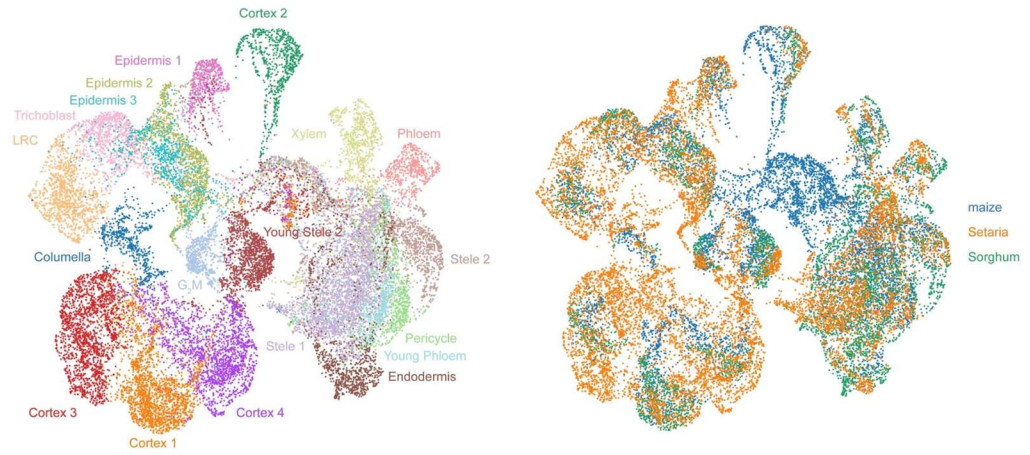 Cortex 2
Epidermis 1
Epidermis 2
Epidermis 3
Trichoblast
LRC
Xylem
Phloem
Columella
Young Stele 2
Stele 2
G2M
Stele 1
Pericycle
Young Phloem
Endodermis
Cortex 3
Cortex 4
Cortex 1
maize
Setaria
Sorghum